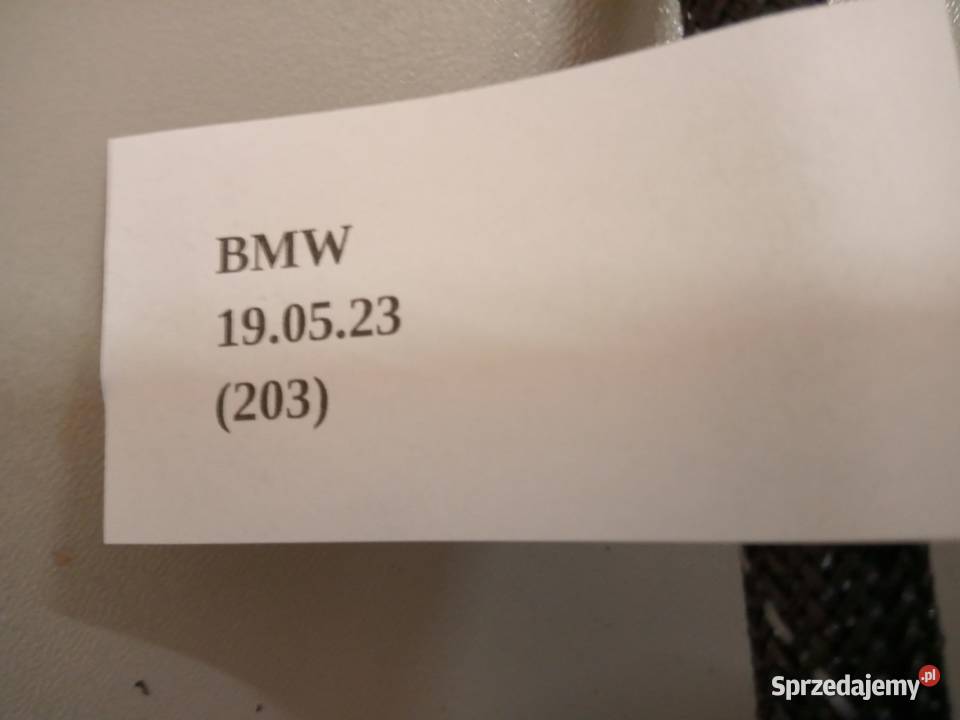 BMW
19.05.23
(203)
Sprzedajemy.pl